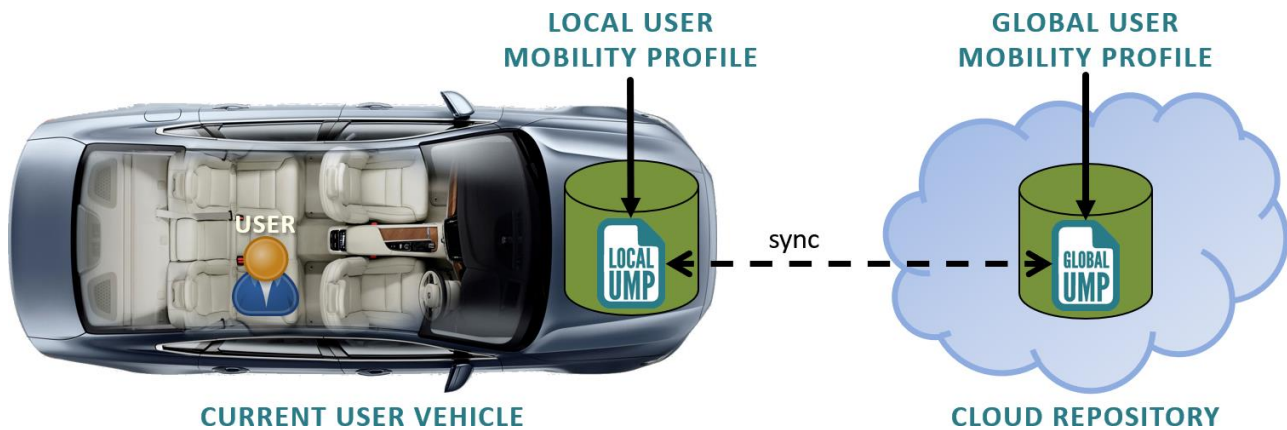 LOCAL USER
MOBILITY PROFILE
GLOBAL USER
MOBILITY PROFILE
USER
LOCAL
UMP
sync
GLOBAL
UMP
CURRENT USER VEHICLE
CLOUD REPOSITORY